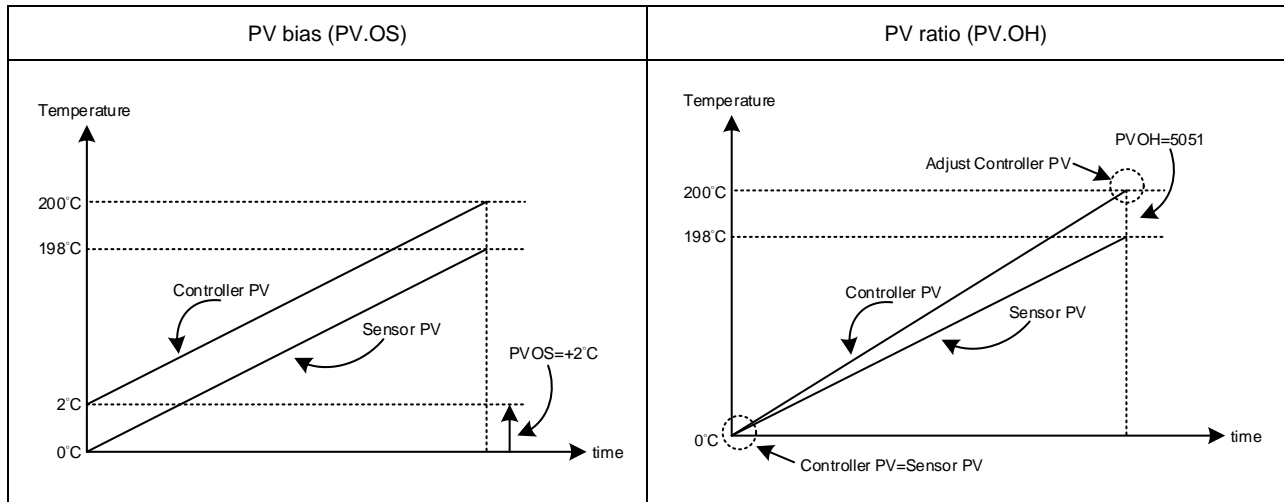 PV bias (PV.OS)
PV ratio (PV.OH)
Temperature
200°C
198°C
Controller PV
Sensor PV
PVOS=+2°C
2°C
0°C
time
Temperature
PVOH=5051
Adjust Controller PV
200°C
198°C
Controller PV
Sensor PV
0°C
time
Controller PV=Sensor PV